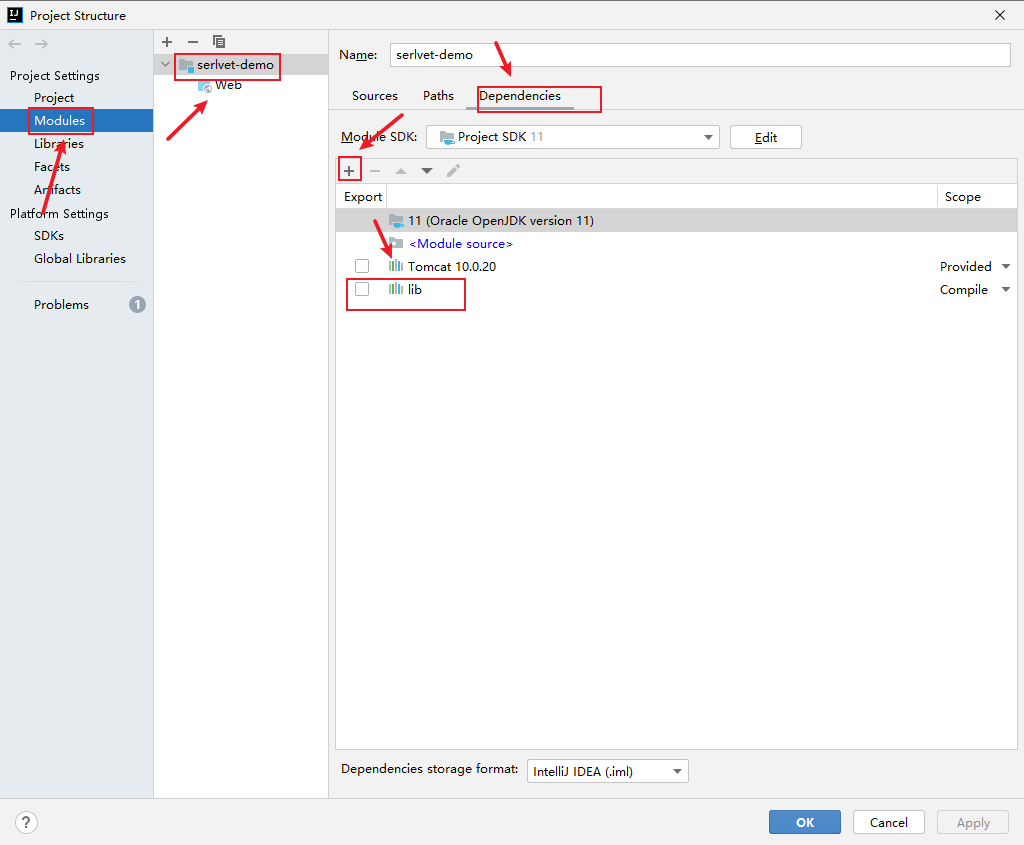 Project Structure
Project Settings
Project
Modules
Libraries
Facets
Artifacts
Platform Settings
SDKs
Global Libraries
Problems 1
serlvet-demo
Web
Name: serlvet-demo
Sources Paths Dependencies
Module SDK: Project SDK 11 Edit
Export Scope
11 (Oracle OpenJDK version 11)
<Module source>
Tomcat 10.0.20 Provided
lib Compile
Dependencies storage format: IntelliJ IDEA (.iml)
? OK Cancel Apply